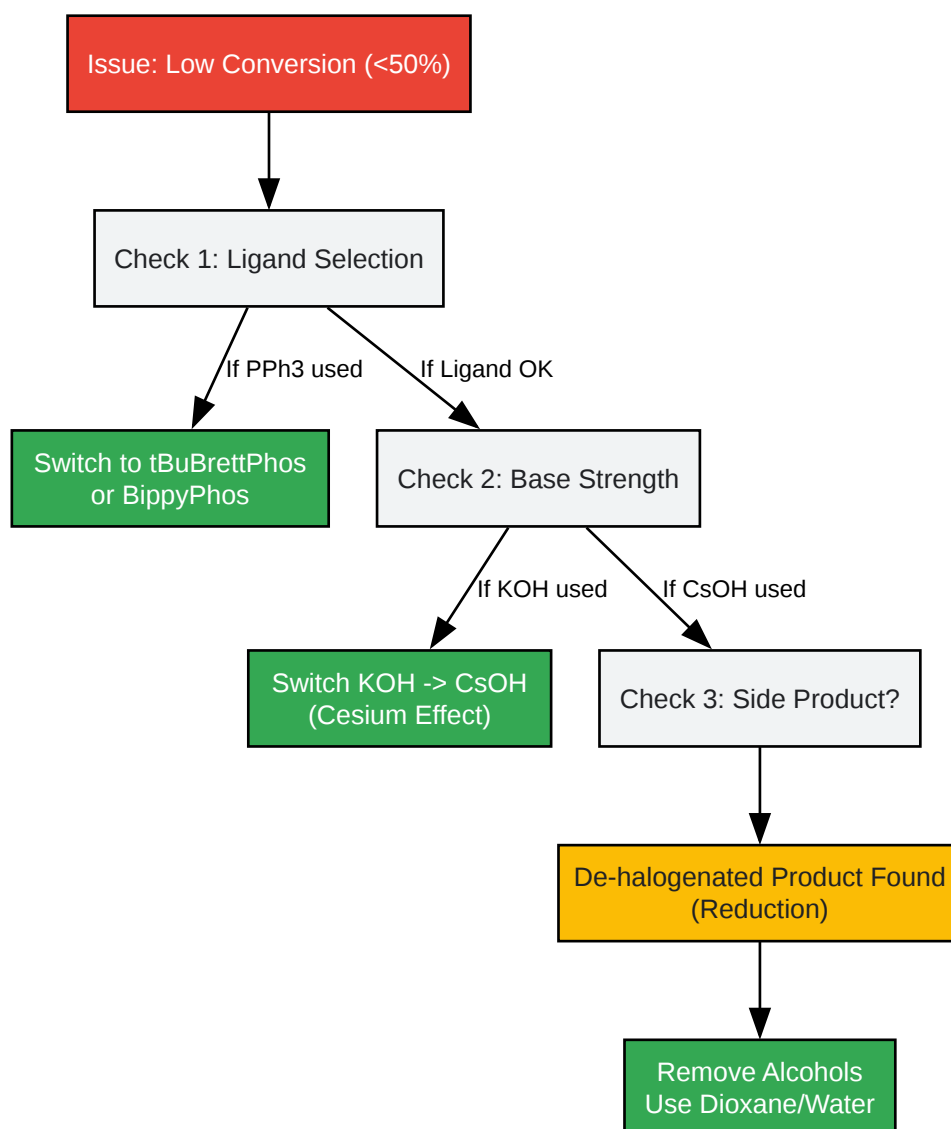 Issue: Low Conversion (<50%)
Check 1: Ligand Selection
If PPh3 used
If Ligand OK
Switch to tBuBrettPhos
or BippyPhos
Check 2: Base Strength
If KOH used
If CsOH used
Switch KOH -> CsOH
(Cesium Effect)
Check 3: Side Product?
De-halogenated Product Found
(Reduction)
Remove Alcohols
Use Dioxane/Water